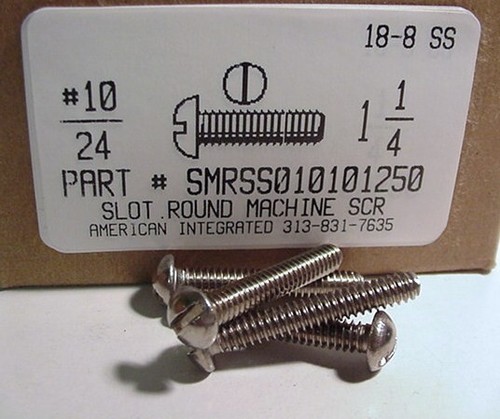 18-8 SS
#10
24
1 1
4
PART # SMRSS010101250
SLOT.ROUND MACHINE SCR
AMERICAN INTEGRATED 313-831-7635